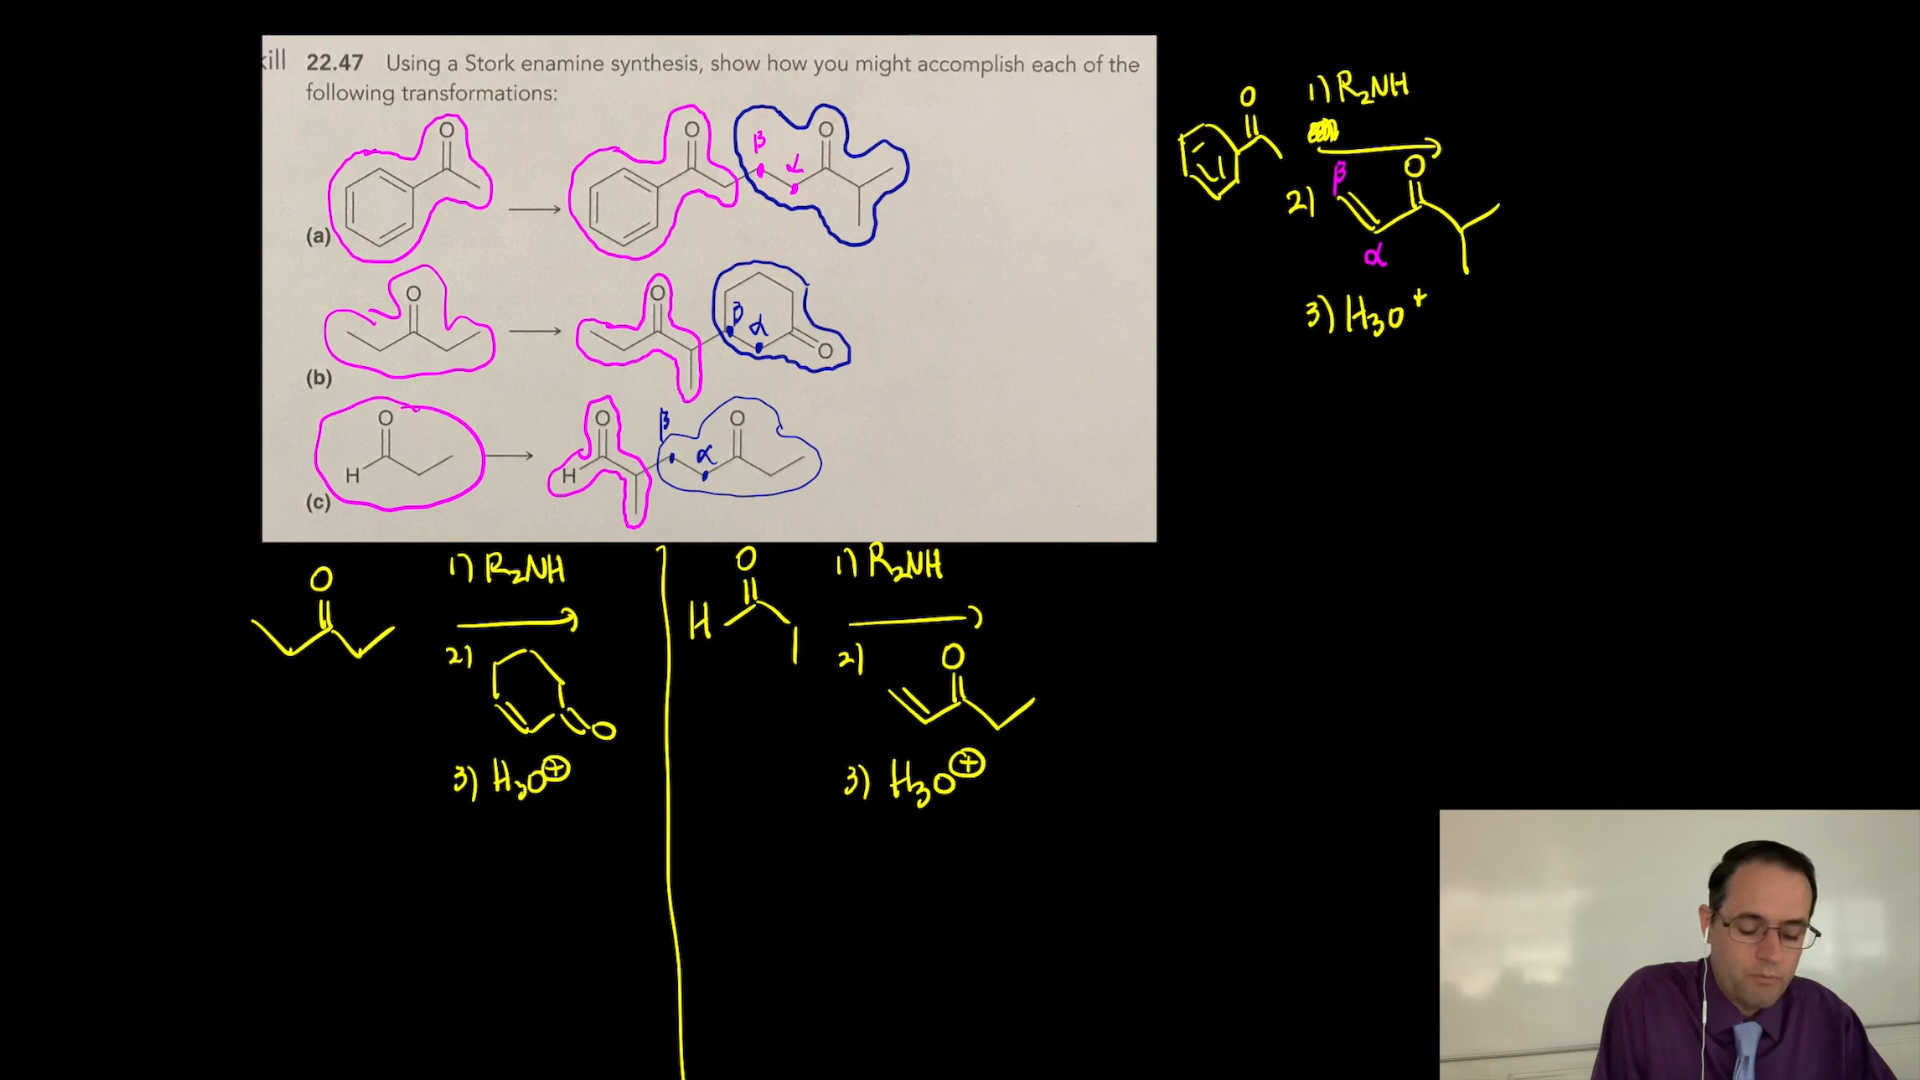 kill 22.47 Using a Stork enamine synthesis, show how you might accomplish each of the
following transformations:
O O β α O
(a)
O O β α O
(b)
O H O H β α O
(c)
O 1) R₂NH
2) β O
α
3) H₃O⁺
O 1) R₂NH
2) O
3) H₃O⊕
O H 1) R₂NH
2) O
3) H₃O⊕